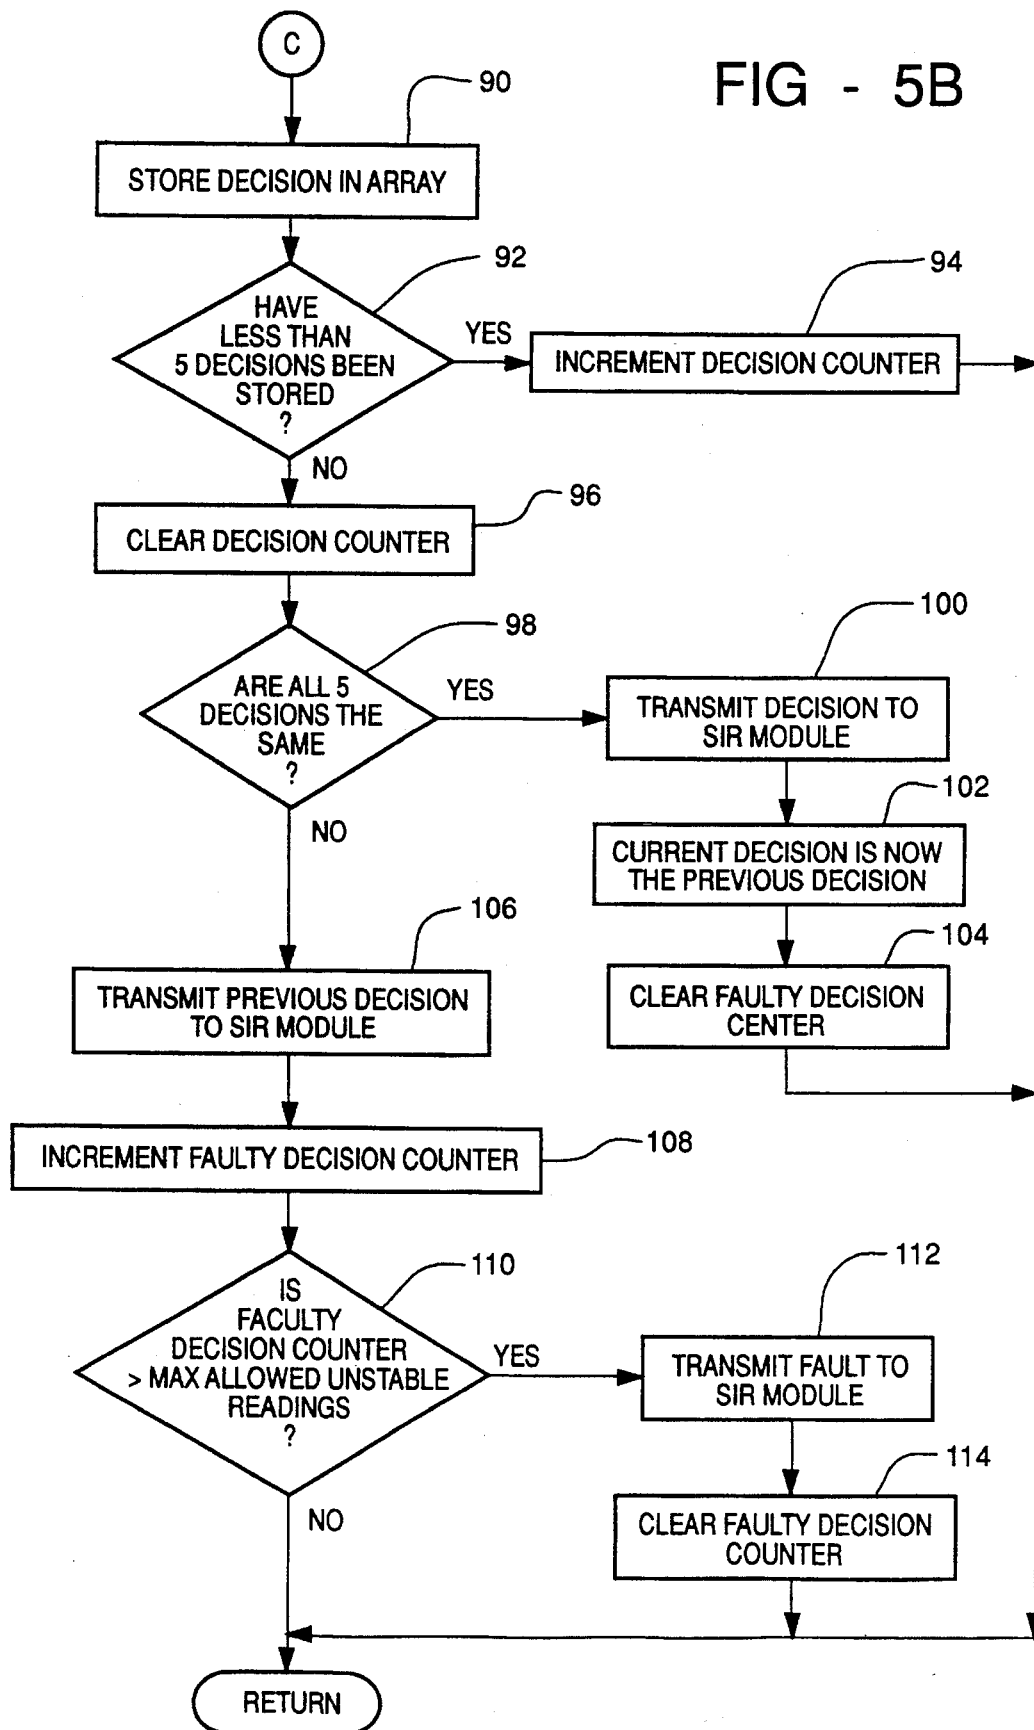 C
FIG - 5B
90
STORE DECISION IN ARRAY
92
HAVE
LESS THAN
5 DECISIONS BEEN
STORED
?
YES
94
INCREMENT DECISION COUNTER
NO
96
CLEAR DECISION COUNTER
98
ARE ALL 5
DECISIONS THE
SAME
?
YES
100
TRANSMIT DECISION TO
SIR MODULE
102
CURRENT DECISION IS NOW
THE PREVIOUS DECISION
104
CLEAR FAULTY DECISION
CENTER
NO
106
TRANSMIT PREVIOUS DECISION
TO SIR MODULE
108
INCREMENT FAULTY DECISION COUNTER
110
IS
FACULTY
DECISION COUNTER
> MAX ALLOWED UNSTABLE
READINGS
?
YES
112
TRANSMIT FAULT TO
SIR MODULE
114
CLEAR FAULTY DECISION
COUNTER
NO
RETURN